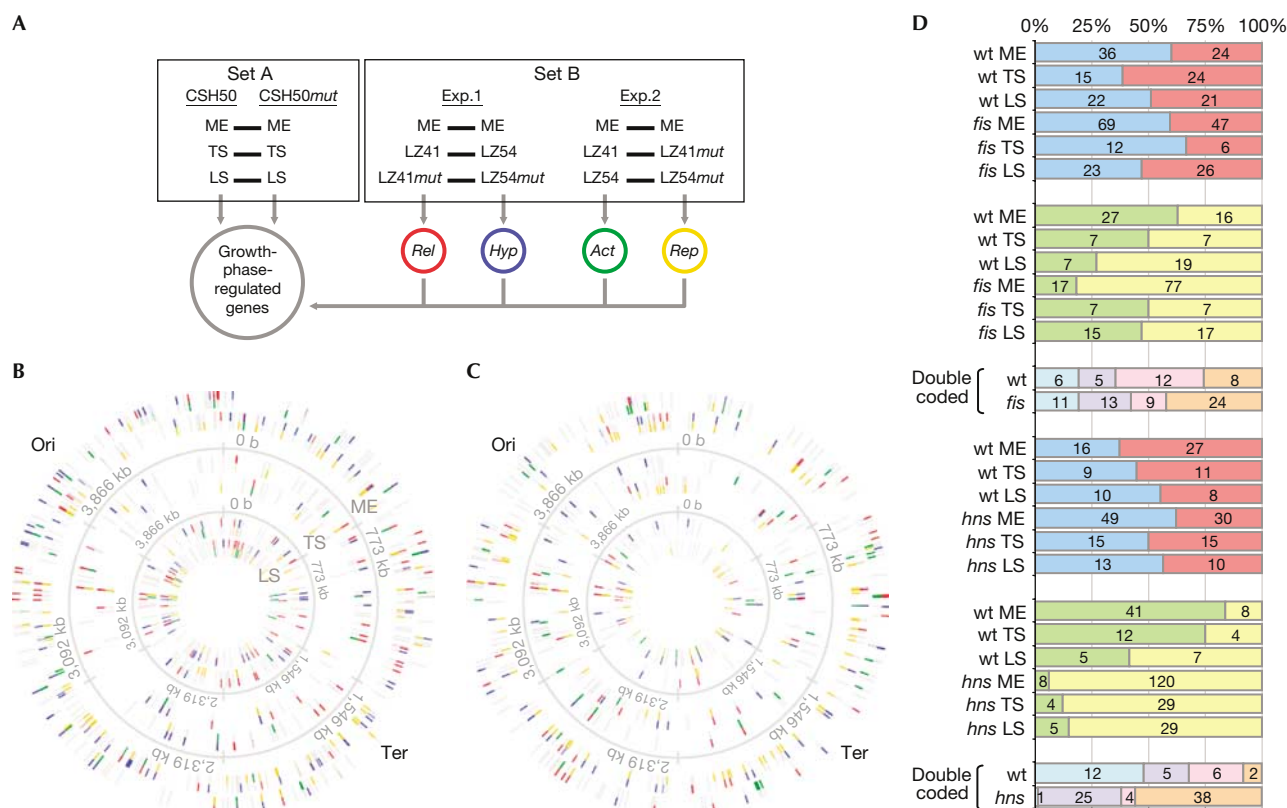 A
Set A
CSH50 CSH50mut
ME ME
TS TS
LS LS
Set B
Exp.1 Exp.2
ME ME ME ME
LZ41 LZ54 LZ41 LZ41mut
LZ41mut LZ54mut LZ54 LZ54mut
Rel Hyp Act Rep
Growth-
phase-
regulated
genes
B
Ori
Ter
0 b
773 kb
1,546 kb
2,319 kb
3,092 kb
3,866 kb
0 b
773 kb
1,546 kb
2,319 kb
3,092 kb
3,866 kb
ME
TS
LS
C
Ori
Ter
0 b
773 kb
1,546 kb
2,319 kb
3,092 kb
3,866 kb
0 b
773 kb
1,546 kb
2,319 kb
3,092 kb
3,866 kb
D
0% 25% 50% 75% 100%
wt ME 36 24
wt TS 15 24
wt LS 22 21
fis ME 69 47
fis TS 12 6
fis LS 23 26
wt ME 27 16
wt TS 7 7
wt LS 7 19
fis ME 17 77
fis TS 7 7
fis LS 15 17
Double
coded
wt 6 5 12 8
fis 11 13 9 24
wt ME 16 27
wt TS 9 11
wt LS 10 8
hns ME 49 30
hns TS 15 15
hns LS 13 10
wt ME 41 8
wt TS 12 4
wt LS 5 7
hns ME 8 120
hns TS 4 29
hns LS 5 29
Double
coded
wt 12 5 6 2
hns 1 25 4 38